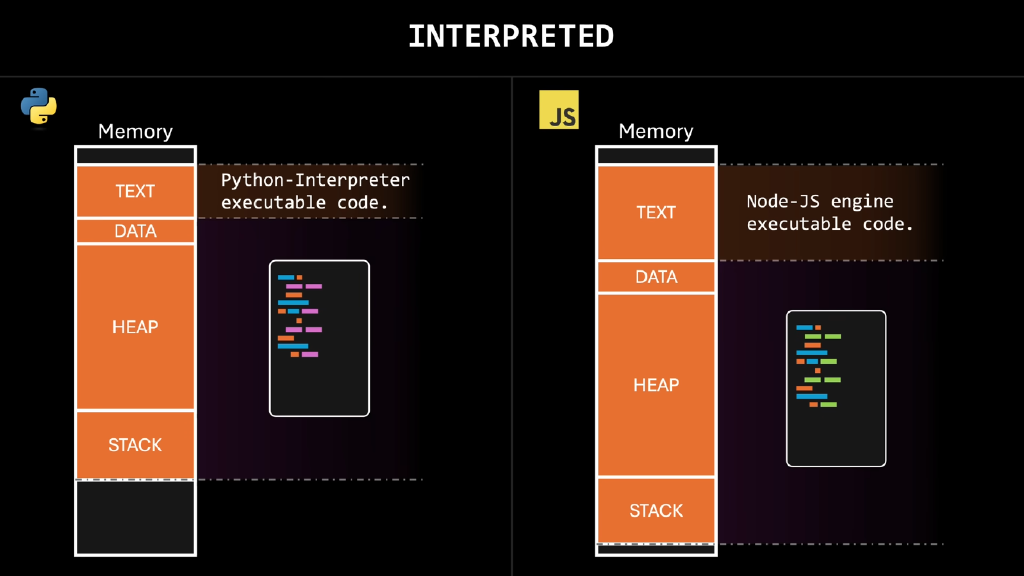 INTERPRETED
Memory
TEXT
Python-Interpreter
executable code.
DATA
HEAP
STACK
JS
Memory
TEXT
Node-JS engine
executable code.
DATA
HEAP
STACK